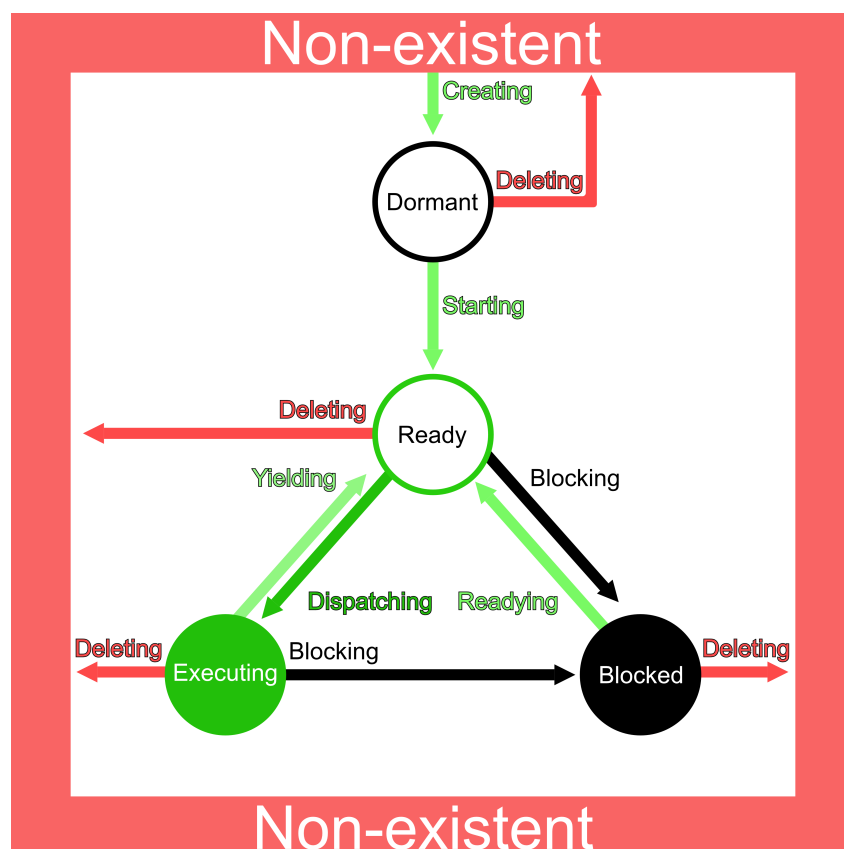 Non-existent
Creating
Deleting
Dormant
Starting
Deleting
Ready
Yielding
Blocking
Dispatching
Readying
Deleting
Blocking
Deleting
Executing
Blocked
Non-existent